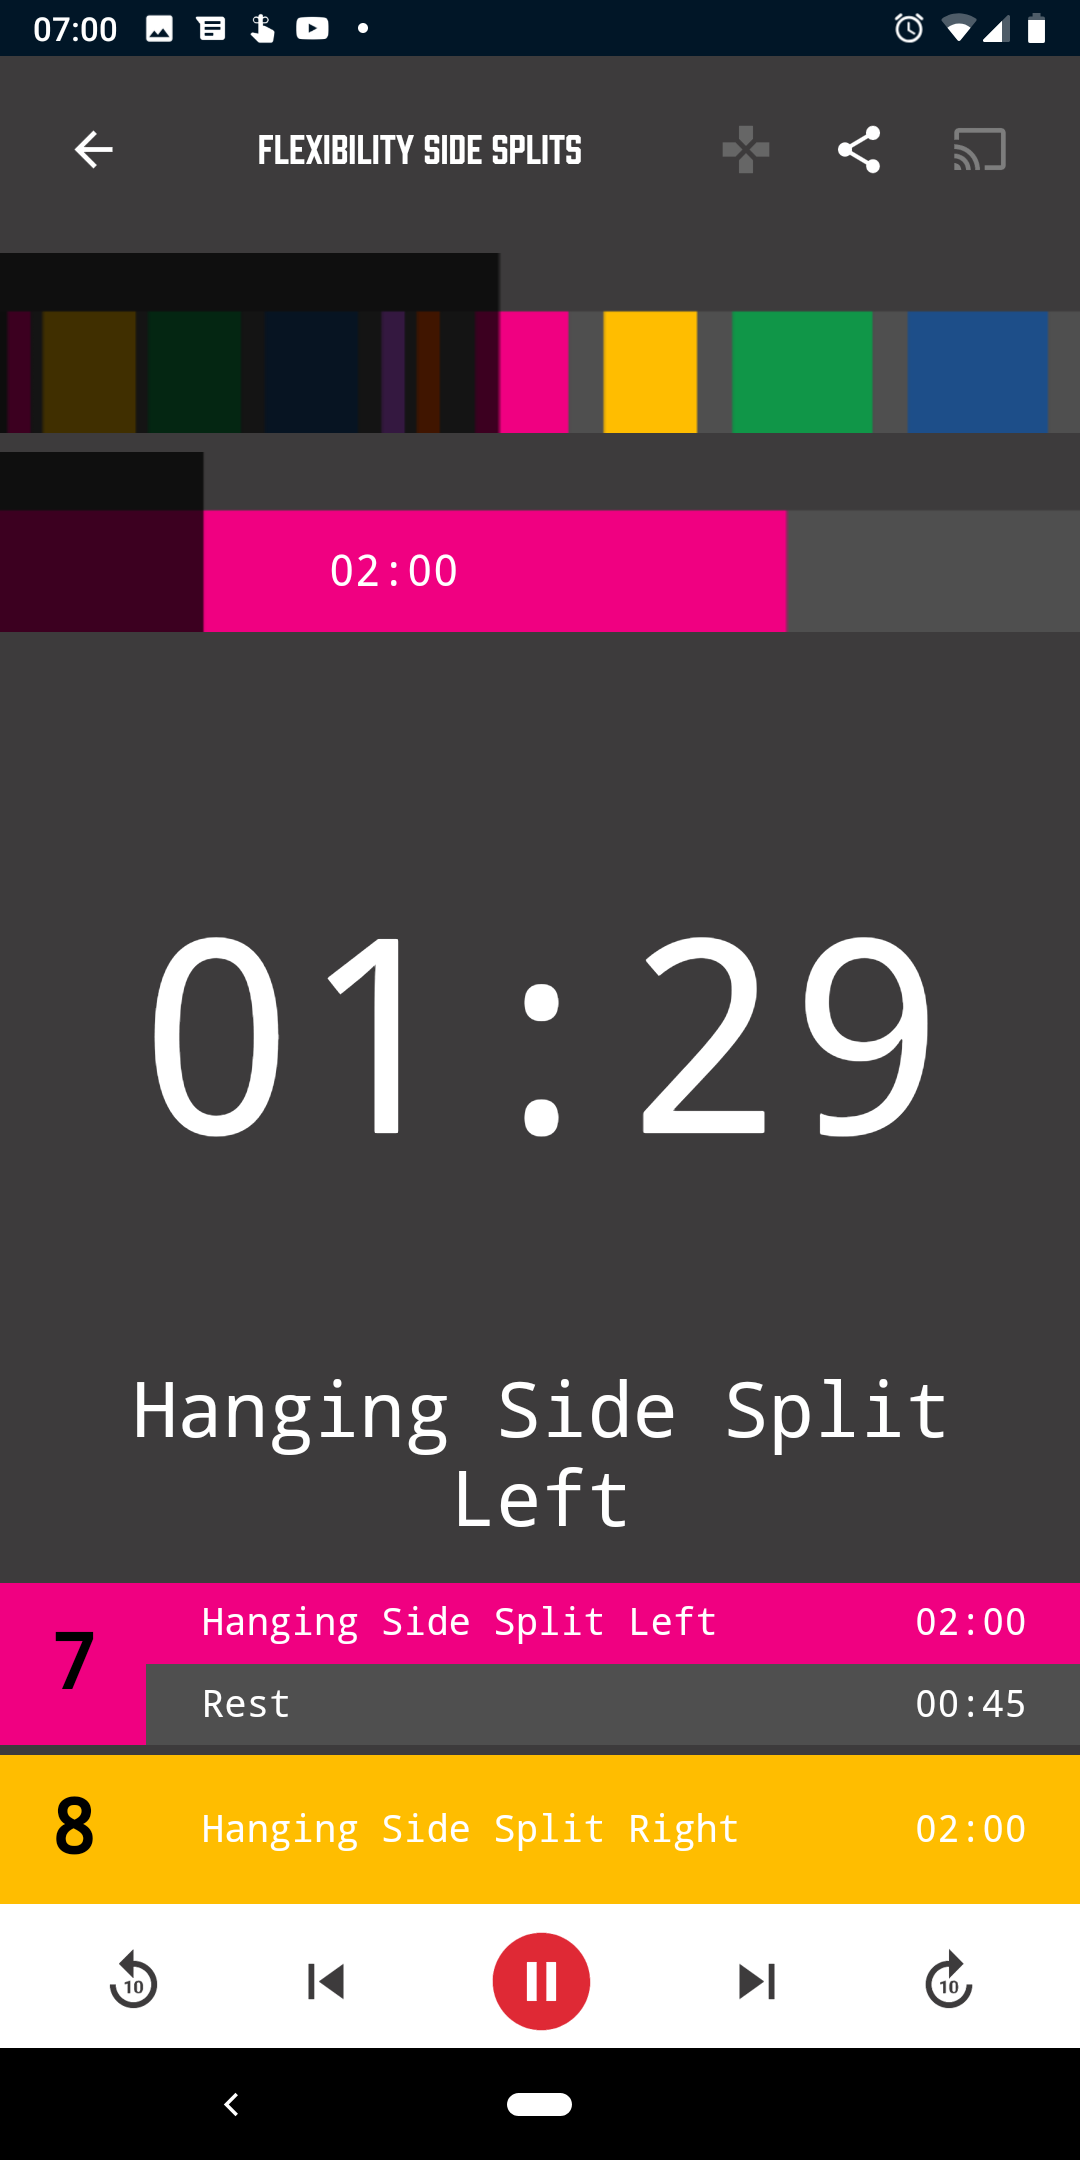 07:00
FLEXIBILITY SIDE SPLITS
02:00
01:29
Hanging Side Split
Left
7
Hanging Side Split Left 02:00
Rest 00:45
8
Hanging Side Split Right 02:00
10 10